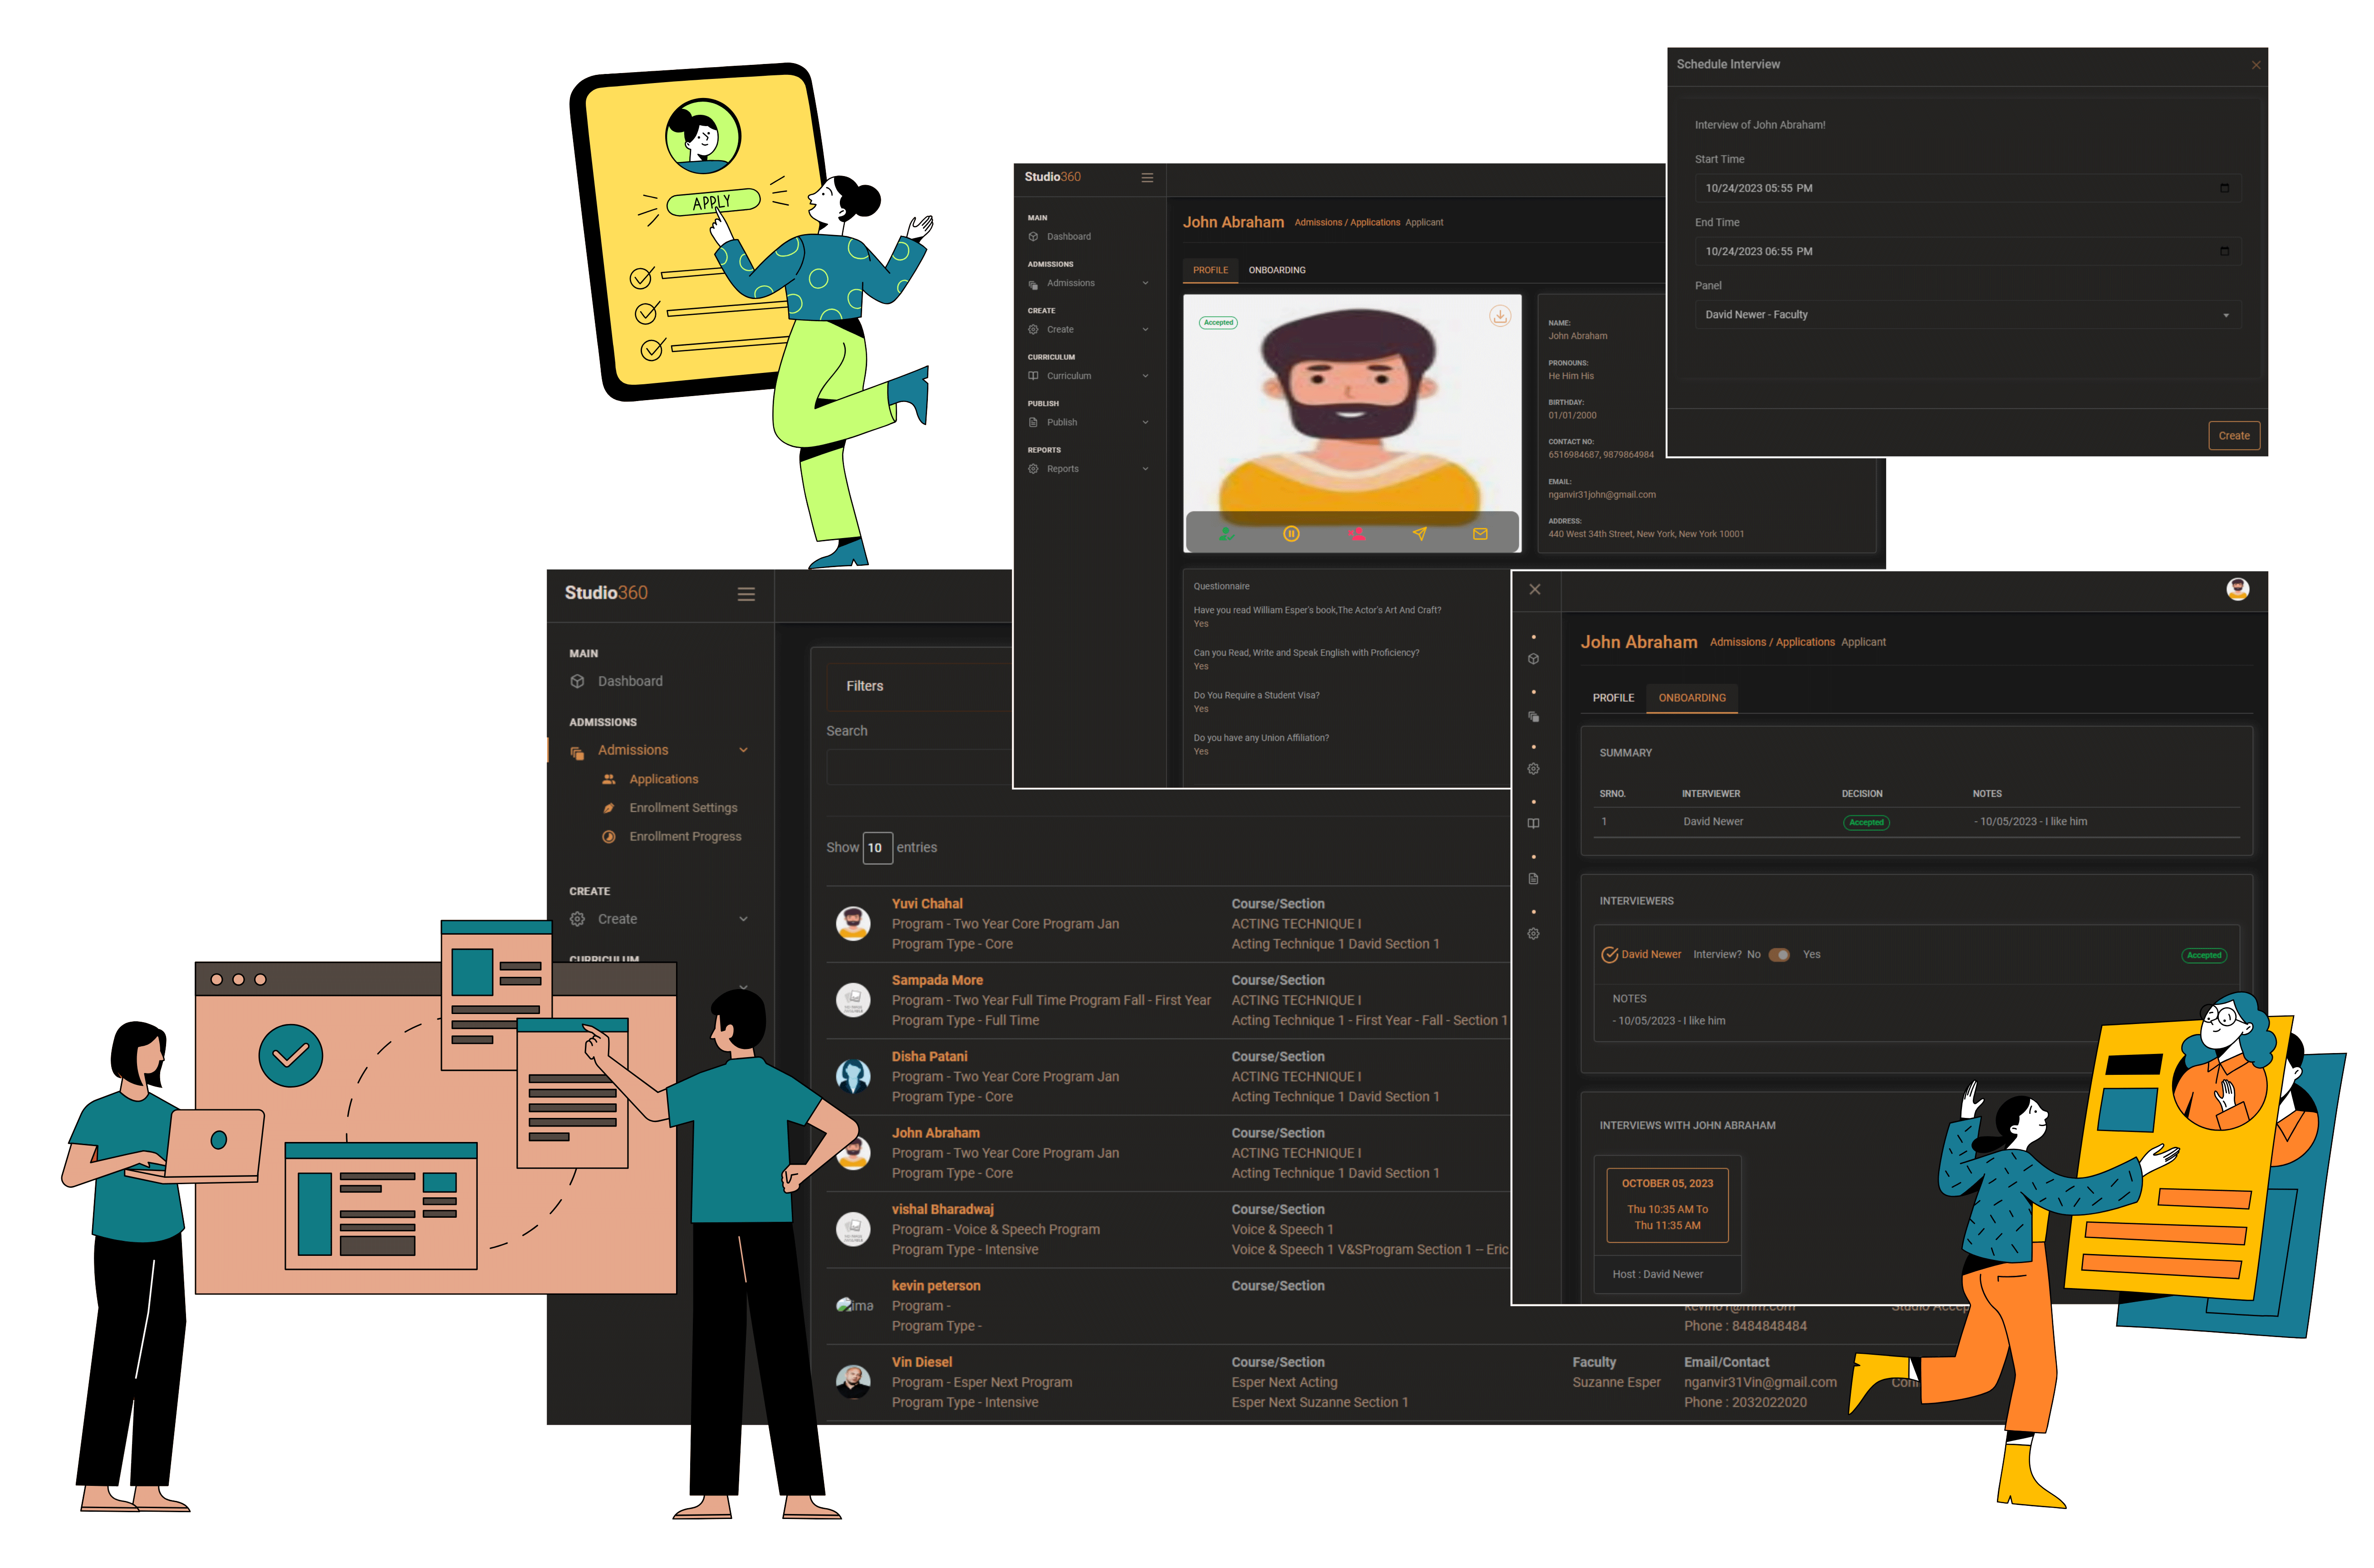 APPLY
Schedule Interview
Interview of John Abraham!
Start Time
10/24/2023 05:55 PM
End Time
10/24/2023 06:55 PM
Panel
David Newer - Faculty
Create
Studio360
MAIN
Dashboard
ADMISSIONS
Admissions
CREATE
Create
CURRICULUM
Curriculum
PUBLISH
Publish
REPORTS
Reports
John Abraham Admissions / Applications Applicant
PROFILE ONBOARDING
Accepted
NAME:
John Abraham
PRONOUNS:
He Him His
BIRTHDAY:
01/01/2000
CONTACT NO:
6516984687, 9879864984
EMAIL:
nganvir31john@gmail.com
ADDRESS:
440 West 34th Street, New York, New York 10001
Questionnaire
Have you read William Esper's book,The Actor's Art And Craft?
Yes
Can you Read, Write and Speak English with Proficiency?
Yes
Do You Require a Student Visa?
Yes
Do you have any Union Affiliation?
Yes
Studio360
MAIN
Dashboard
ADMISSIONS
Admissions
Applications
Enrollment Settings
Enrollment Progress
CREATE
Create
CURRICULUM
Filters
Search
Show 10 entries
Yuvi Chahal Course/Section
Program - Two Year Core Program Jan ACTING TECHNIQUE I
Program Type - Core Acting Technique 1 David Section 1
Sampada More Course/Section
Program - Two Year Full Time Program Fall - First Year ACTING TECHNIQUE I
Program Type - Full Time Acting Technique 1 - First Year - Fall - Section 1
Disha Patani Course/Section
Program - Two Year Core Program Jan ACTING TECHNIQUE I
Program Type - Core Acting Technique 1 David Section 1
John Abraham Course/Section
Program - Two Year Core Program Jan ACTING TECHNIQUE I
Program Type - Core Acting Technique 1 David Section 1
vishal Bharadwaj Course/Section
Program - Voice & Speech Program Voice & Speech 1
Program Type - Intensive Voice & Speech 1 V&SProgram Section 1 -- Eric
kevin peterson Course/Section
ima Program -
Program Type - Phone : 8484848484
Vin Diesel Course/Section Faculty Email/Contact
Program - Esper Next Program Esper Next Acting Suzanne Esper nganvir31Vin@gmail.com
Program Type - Intensive Esper Next Suzanne Section 1 Phone : 2032022020
John Abraham Admissions / Applications Applicant
PROFILE ONBOARDING
SUMMARY
SRNO. INTERVIEWER DECISION NOTES
1 David Newer Accepted - 10/05/2023 - I like him
INTERVIEWERS
David Newer Interview? No Yes Accepted
NOTES
- 10/05/2023 - I like him
INTERVIEWS WITH JOHN ABRAHAM
OCTOBER 05, 2023
Thu 10:35 AM To
Thu 11:35 AM
Host : David Newer